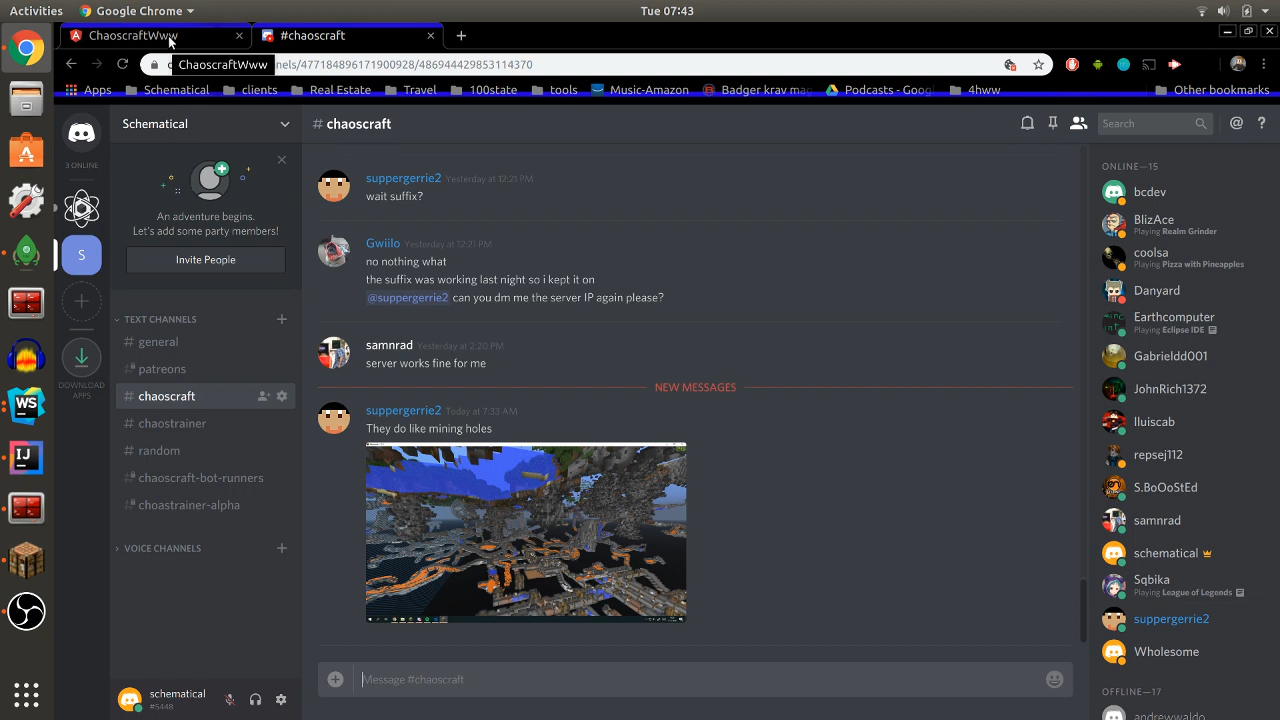 Activities
Google Chrome
Tue 07:43
ChaoscraftWww
#chaoscraft
ChaoscraftWww
nels/477184896171900928/486944429853114370
Apps
Schematical
clients
Real Estate
Travel
100state
tools
Music-Amazon
Badger krav mag
Podcasts - Goog
4hww
Other bookmarks
3 ONLINE
S
DOWNLOAD
APPS
Schematical
An adventure begins.
Let's add some party members!
Invite People
TEXT CHANNELS
# general
# patreons
# chaoscraft
# chaostrainer
# random
# chaoscraft-bot-runners
# choastrainer-alpha
VOICE CHANNELS
schematical
#5448
# chaoscraft
Search
suppergerrie2 Yesterday at 12:21 PM
wait suffix?
Gwiilo Yesterday at 12:21 PM
no nothing what
the suffix was working last night so i kept it on
@suppergerrie2 can you dm me the server IP again please?
samnrad Yesterday at 2:20 PM
server works fine for me
NEW MESSAGES
suppergerrie2 Today at 7:33 AM
They do like mining holes
Message #chaoscraft
ONLINE—15
bcdev
BlizAce
Playing Realm Grinder
coolsa
Playing Pizza with Pineapples
Danyard
Earthcomputer
Playing Eclipse IDE
Gabrieldd001
JohnRich1372
lluiscab
repsej112
S.BoOoStEd
samnrad
schematical
Sqbika
Playing League of Legends
suppergerrie2
Wholesome
OFFLINE—17
andrewwaldo
WS
IJ